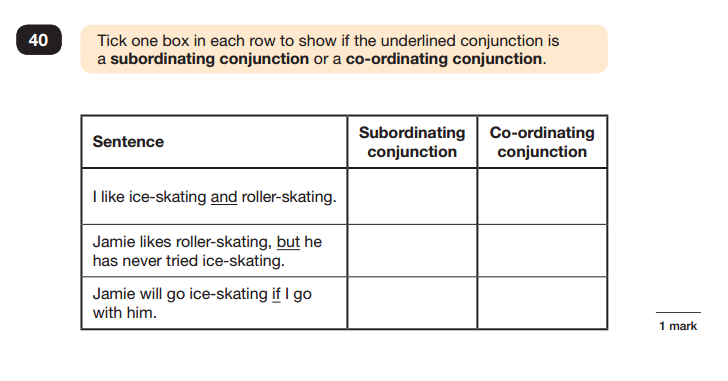 40
Tick one box in each row to show if the underlined conjunction is
a subordinating conjunction or a co-ordinating conjunction.
Sentence
Subordinating
conjunction
Co-ordinating
conjunction
I like ice-skating and roller-skating.
Jamie likes roller-skating, but he
has never tried ice-skating.
Jamie will go ice-skating if I go
with him.
1 mark